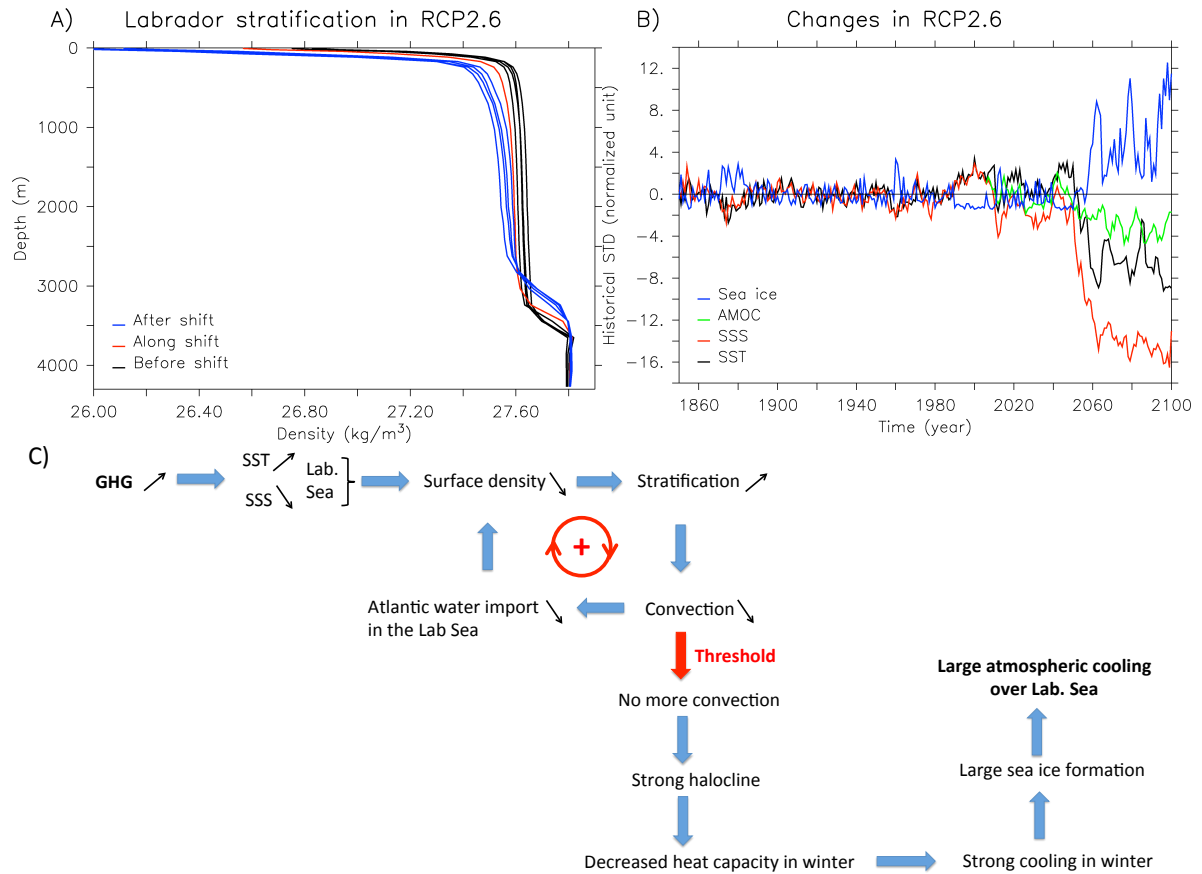 A)
Labrador stratification in RCP2.6
0
1000
2000
3000
4000
Depth (m)
After shift
Along shift
Before shift
26.00
26.40
26.80
27.20
27.60
Density (kg/m³)
B)
Changes in RCP2.6
Historical STD (normalized unit)
12.
8.
4.
0.
-4.
-8.
-12.
-16.
Sea ice
AMOC
SSS
SST
1860
1900
1940
1980
2020
2060
2100
Time (year)
C)
GHG
SST
SSS
Lab.
Sea
Surface density
Stratification
+
Atlantic water import
in the Lab Sea
Convection
Threshold
No more convection
Strong halocline
Decreased heat capacity in winter
Strong cooling in winter
Large sea ice formation
Large atmospheric cooling
over Lab. Sea